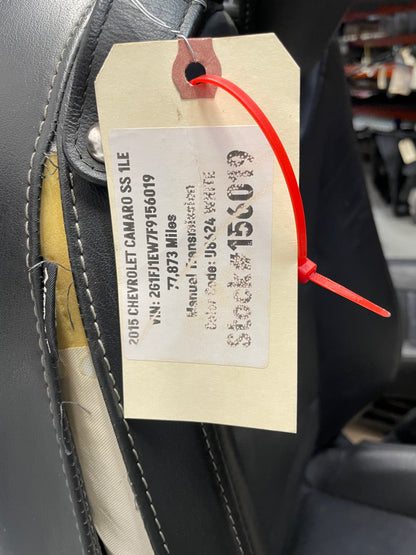 2015 CHEVROLET CAMARO SS 1LE
VIN: 2G1FJ1EW7F9156019
77,873 Miles
Manual Transmission
Color Code: U8624 WHITE
Stock#156019